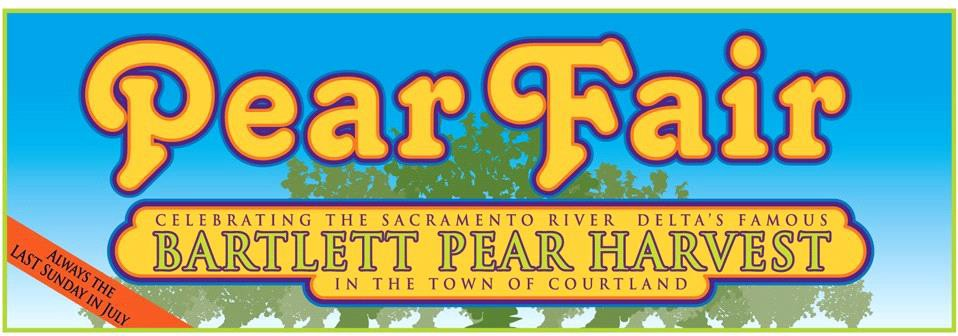 Pear Fair
CELEBRATING THE SACRAMENTO RIVER DELTA'S FAMOUS
BARTLETT PEAR HARVEST
IN THE TOWN OF COURTLAND
ALWAYS THE
LAST SUNDAY IN JULY